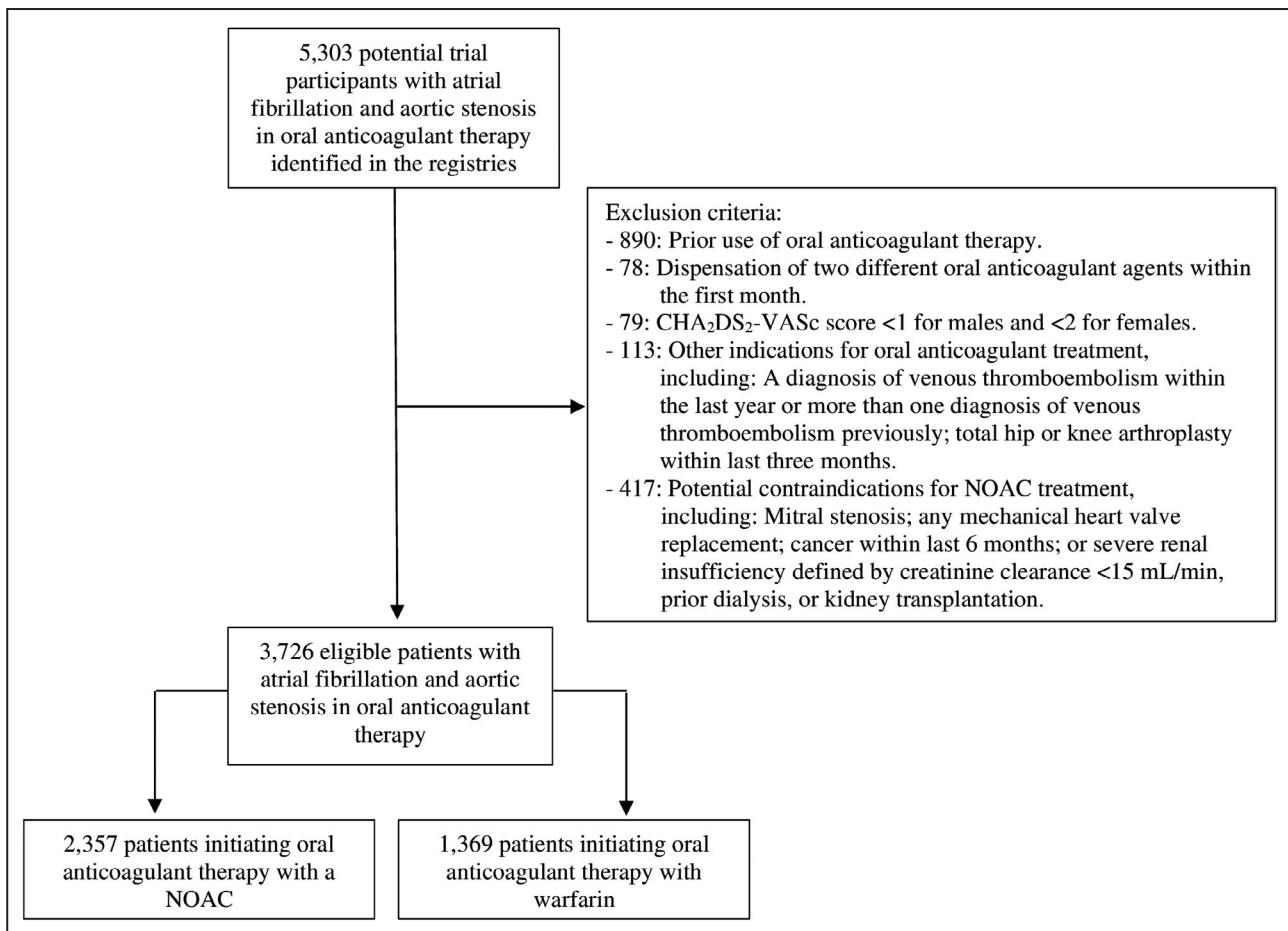 5,303 potential trial
participants with atrial
fibrillation and aortic stenosis
in oral anticoagulant therapy
identified in the registries
Exclusion criteria:
- 890: Prior use of oral anticoagulant therapy.
- 78: Dispensation of two different oral anticoagulant agents within
the first month.
- 79: CHA₂DS₂-VASc score <1 for males and <2 for females.
- 113: Other indications for oral anticoagulant treatment,
including: A diagnosis of venous thromboembolism within
the last year or more than one diagnosis of venous
thromboembolism previously; total hip or knee arthroplasty
within last three months.
- 417: Potential contraindications for NOAC treatment,
including: Mitral stenosis; any mechanical heart valve
replacement; cancer within last 6 months; or severe renal
insufficiency defined by creatinine clearance <15 mL/min,
prior dialysis, or kidney transplantation.
3,726 eligible patients with
atrial fibrillation and aortic
stenosis in oral anticoagulant
therapy
2,357 patients initiating oral
anticoagulant therapy with a
NOAC
1,369 patients initiating oral
anticoagulant therapy with
warfarin